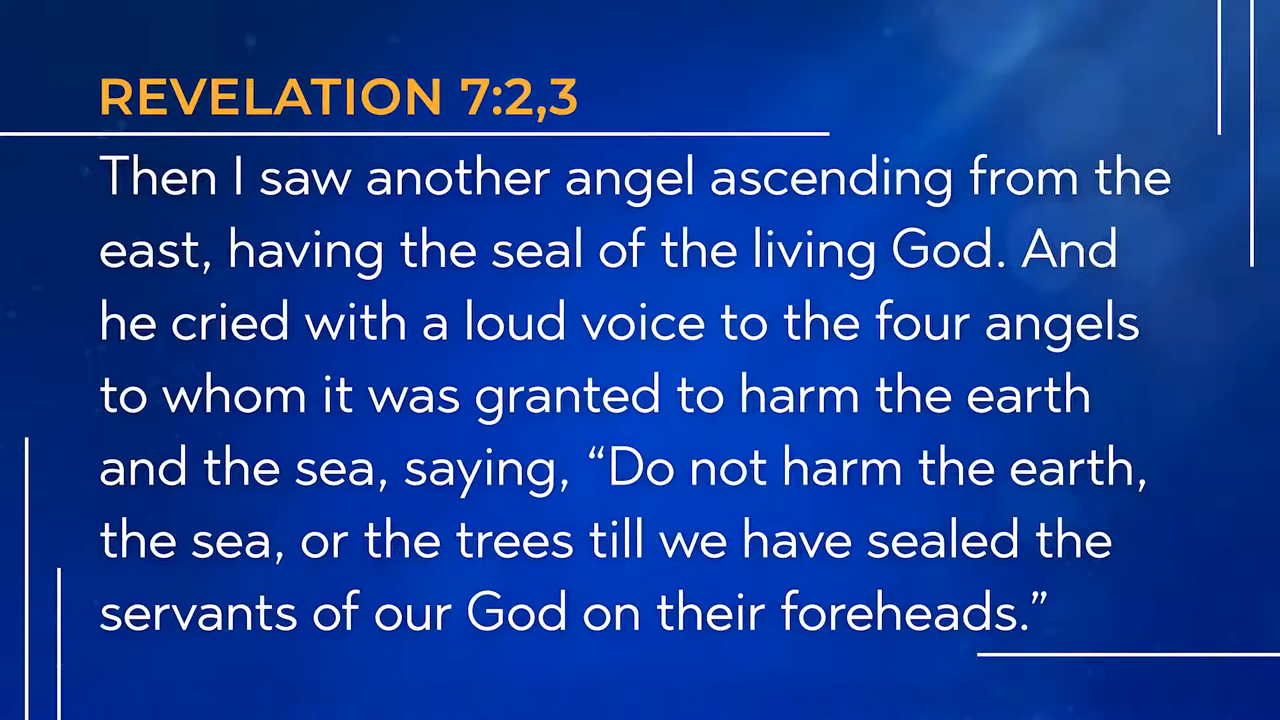 REVELATION 7:2,3
Then I saw another angel ascending from the
east, having the seal of the living God. And
he cried with a loud voice to the four angels
to whom it was granted to harm the earth
and the sea, saying, “Do not harm the earth,
the sea, or the trees till we have sealed the
servants of our God on their foreheads.”